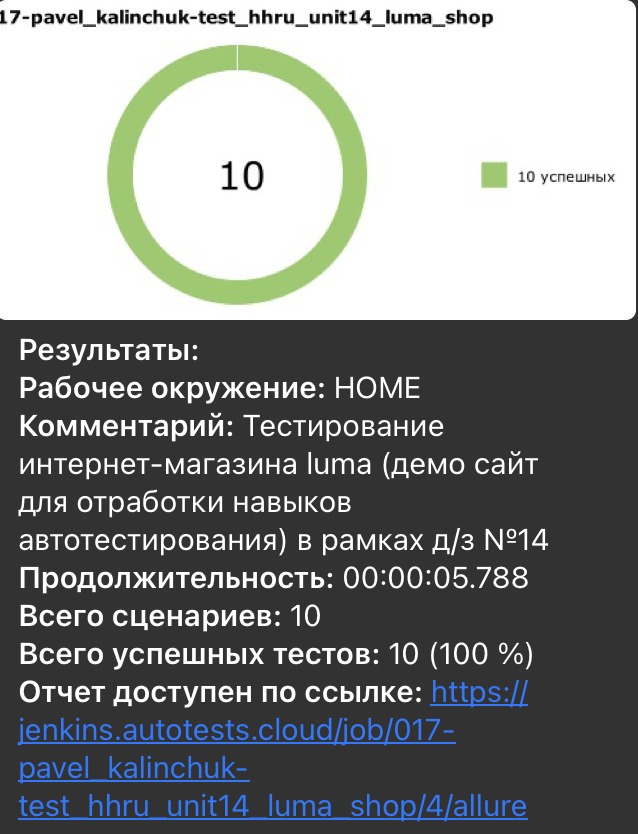 17-pavel_kalinchuk-test_hhru_unit14_luma_shop
10
10 успешных
Результаты:
Рабочее окружение: HOME
Комментарий: Тестирование
интернет-магазина luma (демо сайт
для отработки навыков
автотестирования) в рамках д/з №14
Продолжительность: 00:00:05.788
Всего сценариев: 10
Всего успешных тестов: 10 (100 %)
Отчет доступен по ссылке: https://
jenkins.autotests.cloud/job/017-
pavel_kalinchuk-
test_hhru_unit14_luma_shop/4/allure